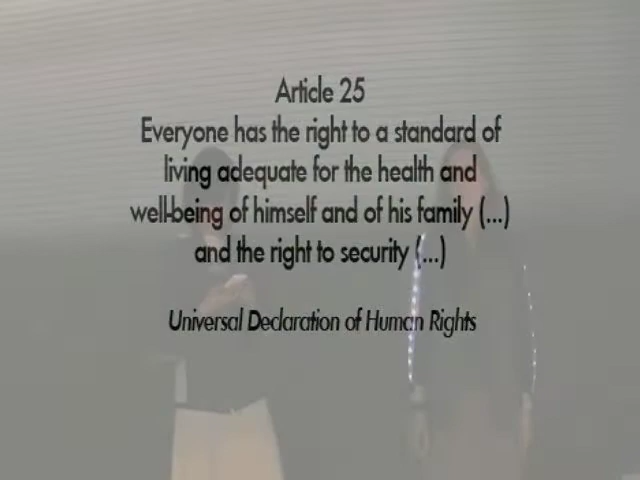 Article 25
Everyone has the right to a standard of
living adequate for the health and
well-being of himself and of his family (...)
and the right to security (...)
Universal Declaration of Human Rights